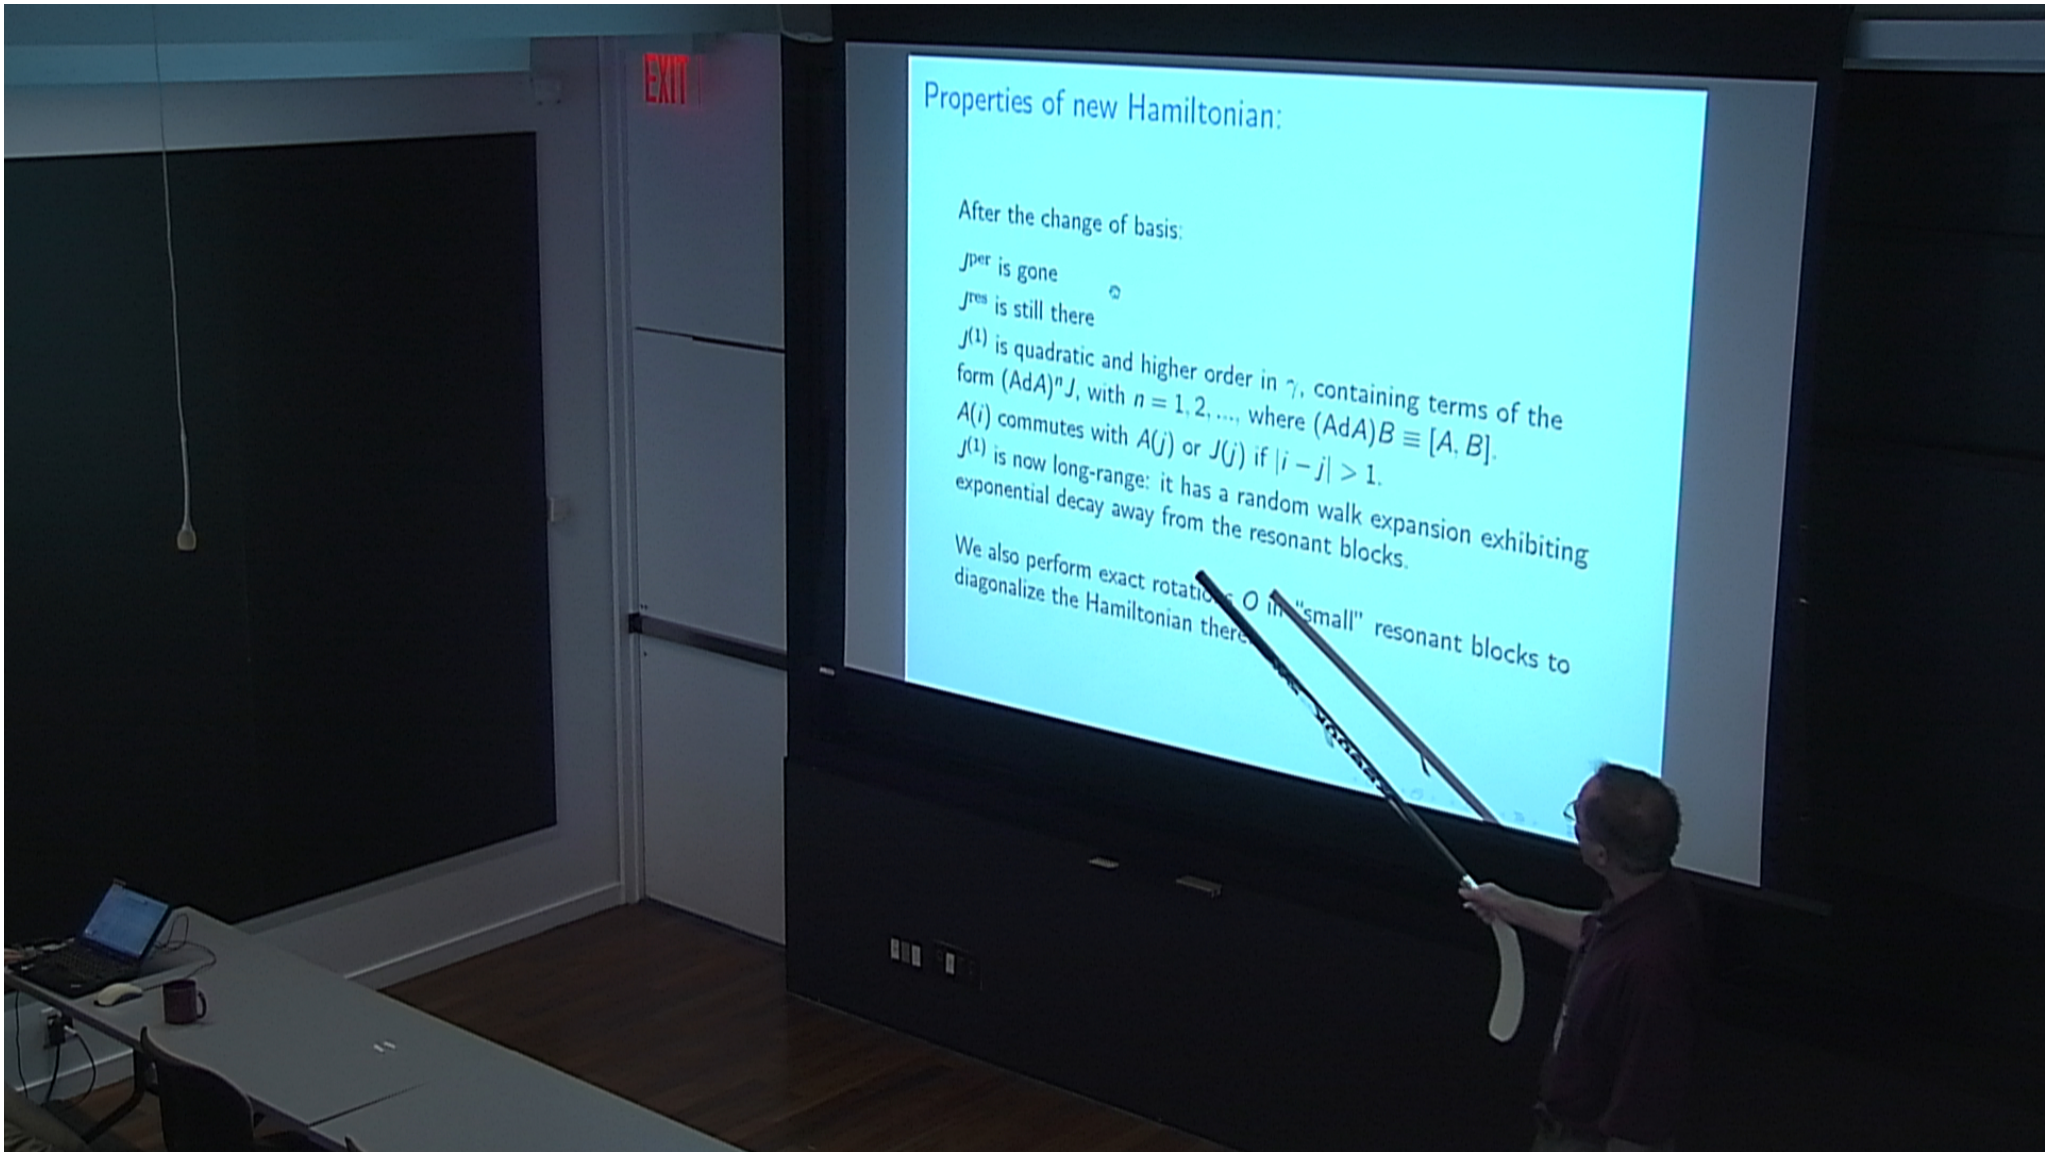 EXIT
Properties of new Hamiltonian:
After the change of basis:
J^per is gone
J^res is still there
J^(1) is quadratic and higher order in γ, containing terms of the
form (AdA)^n J, with n = 1, 2, ..., where (AdA)B ≡ [A, B].
A(i) commutes with A(j) or J(j) if |i − j| > 1.
J^(1) is now long-range: it has a random walk expansion exhibiting
exponential decay away from the resonant blocks.
We also perform exact O in "small" resonant blocks to
diagonalize the Hamiltonian there